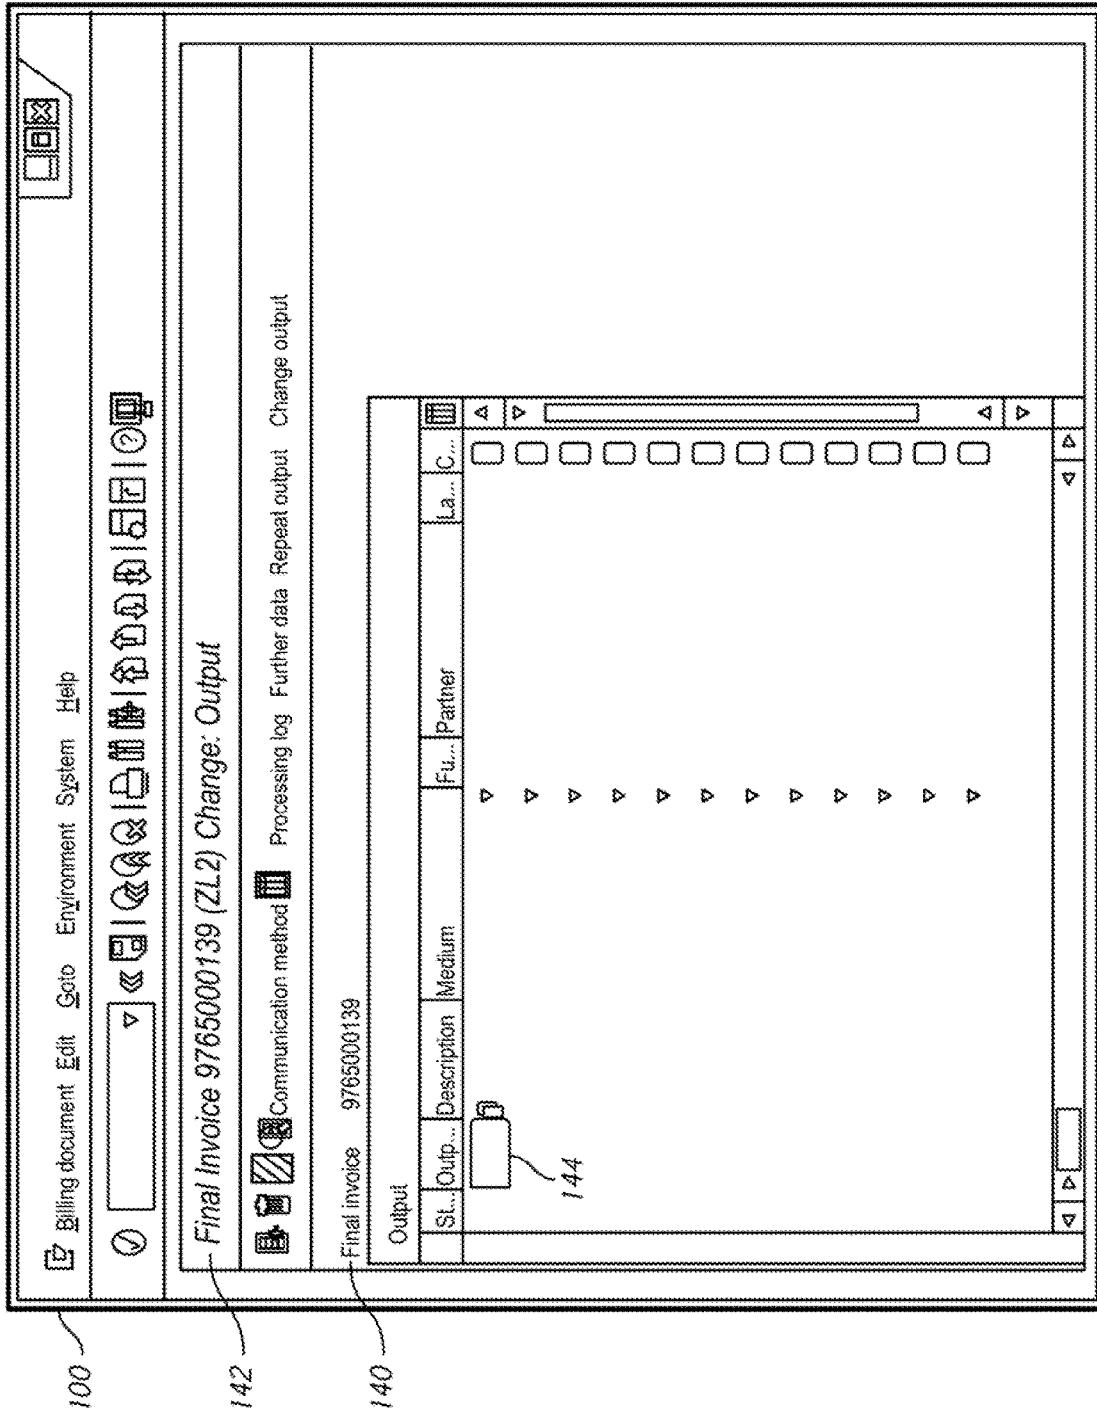 Billing document Edit Goto Environment System Help
Final Invoice 9765000139 (ZL2) Change: Output
Communication method Processing log Further data Repeat output Change output
Final invoice 9765000139
Output
St... Outp... Description Medium Fu... Partner La... C...
100
142
140
144